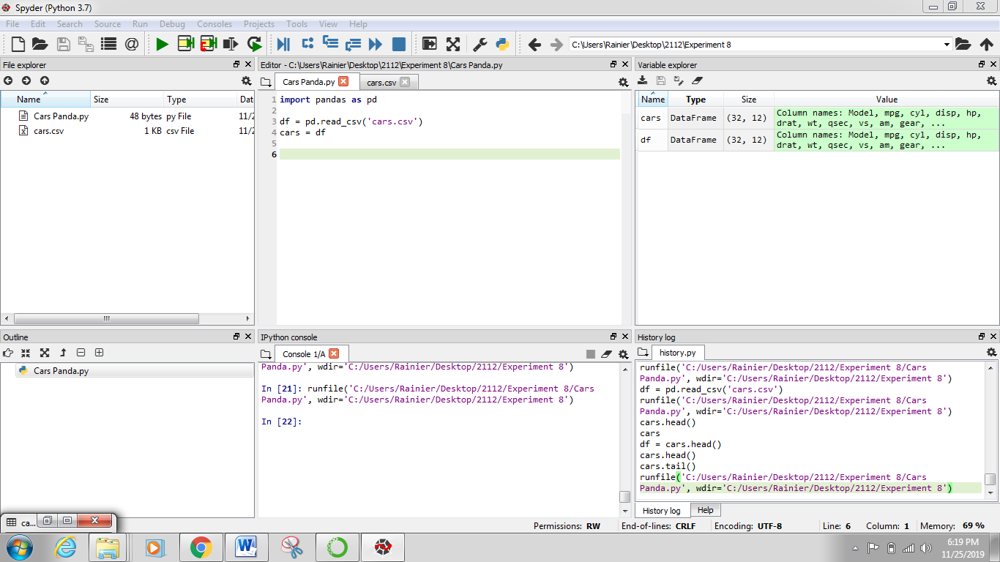 Spyder (Python 3.7)
File Edit Search Source Run Debug Consoles Projects Tools View Help
C:\Users\Rainier\Desktop\2112\Experiment 8
File explorer
Name Size Type
Cars Panda.py 48 bytes py File 11/2
cars.csv 1 KB csv File 11/2
Editor - C:\Users\Rainier\Desktop\2112\Experiment 8\Cars Panda.py
Cars Panda.py cars.csv
1 import pandas as pd
2
3 df = pd.read_csv('cars.csv')
4 cars = df
5
6
Variable explorer
Name Type Size Value
cars DataFrame (32, 12) Column names: Model, mpg, cyl, disp, hp,
drat, wt, qsec, vs, am, gear, ...
df DataFrame (32, 12) Column names: Model, mpg, cyl, disp, hp,
drat, wt, qsec, vs, am, gear, ...
Outline
Cars Panda.py
IPython console
Console 1/A
Panda.py', wdir='C:/Users/Rainier/Desktop/2112/Experiment 8')
In [21]: runfile('C:/Users/Rainier/Desktop/2112/Experiment 8/Cars
Panda.py', wdir='C:/Users/Rainier/Desktop/2112/Experiment 8')
In [22]:
History log
history.py
runfile('C:/Users/Rainier/Desktop/2112/Experiment 8/Cars
Panda.py', wdir='C:/Users/Rainier/Desktop/2112/Experiment 8')
df = pd.read_csv('cars.csv')
runfile('C:/Users/Rainier/Desktop/2112/Experiment 8/Cars
Panda.py', wdir='C:/Users/Rainier/Desktop/2112/Experiment 8')
cars.head()
cars
df = cars.head()
cars.head()
cars.tail()
runfile('C:/Users/Rainier/Desktop/2112/Experiment 8/Cars
Panda.py', wdir='C:/Users/Rainier/Desktop/2112/Experiment 8')
History log Help
ca...
Permissions: RW End-of-lines: CRLF Encoding: UTF-8 Line: 6 Column: 1 Memory: 69 %
6:19 PM
11/25/2019